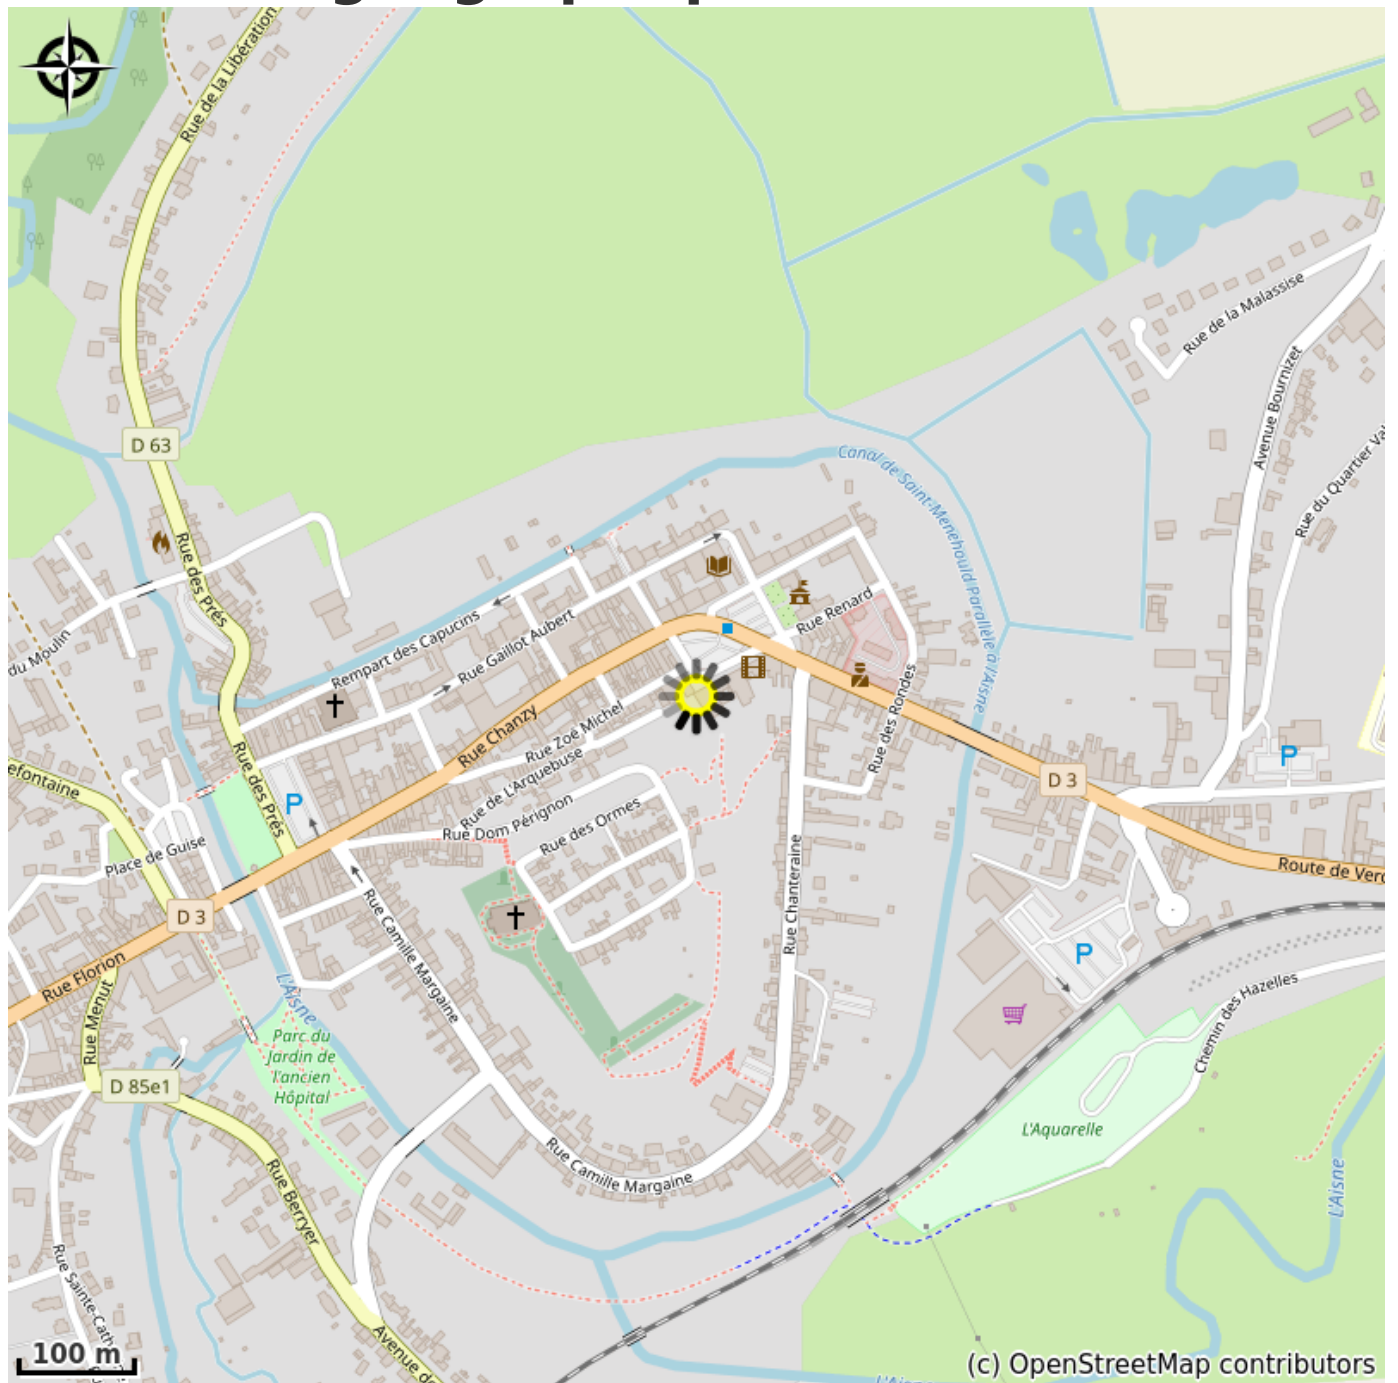 Rue de la Libération
Rue de la Malassise
Avenue Bournizet
D 63
Canal de Saint-Menehould Parallèle à l'Aisne
Rue du Quartier
Rue des Prés
du Moulin
Rempart des Capucins
Rue Gaillot Aubert
Rue Renard
Rue des Rondes
Rue Chanzy
Rue Zoé Michel
Rue de L'Arquebuse
Rue Dom Pérignon
Rue des Ormes
D 3
P
P
Rue des Prés
efontaine
Place de Guise
Route de
D 3
Rue Camille Margaine
Rue Chanteraine
P
Rue Florion
Rue Menut
L'Aisne
Chemin des Hazelles
Parc du
Jardin de
l'ancien
Hôpital
D 85e1
L'Aquarelle
Rue Berryer
Rue Camille Margaine
L'Aisne
Rue Sainte-Cath
Avenue de
100 m
(c) OpenStreetMap contributors
L'Aisne